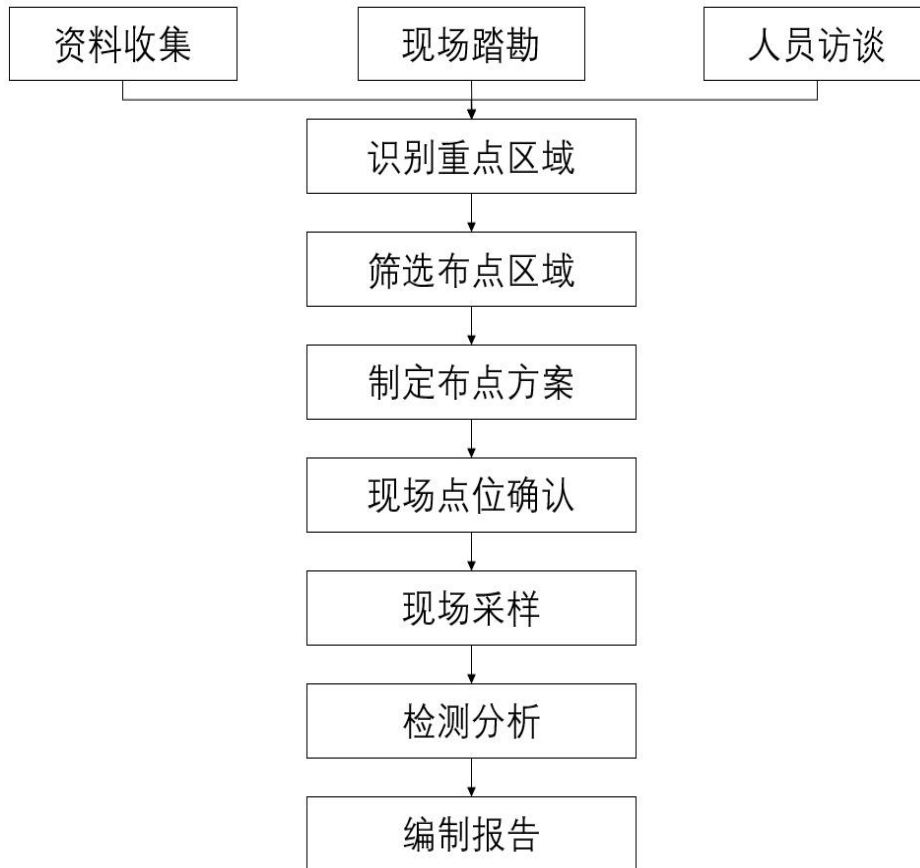 资料收集
现场踏勘
人员访谈
识别重点区域
筛选布点区域
制定布点方案
现场点位确认
现场采样
检测分析
编制报告